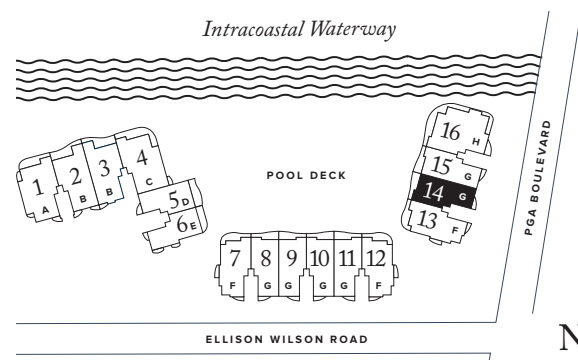 Intracoastal Waterway
16 H
15 G
14 G
13 F
PGA BOULEVARD
POOL DECK
1 A
2 B
3 B
4 C
5 D
6 E
7 F
8 G
9 G
10 G
11 G
12 F
ELLISON WILSON ROAD
N